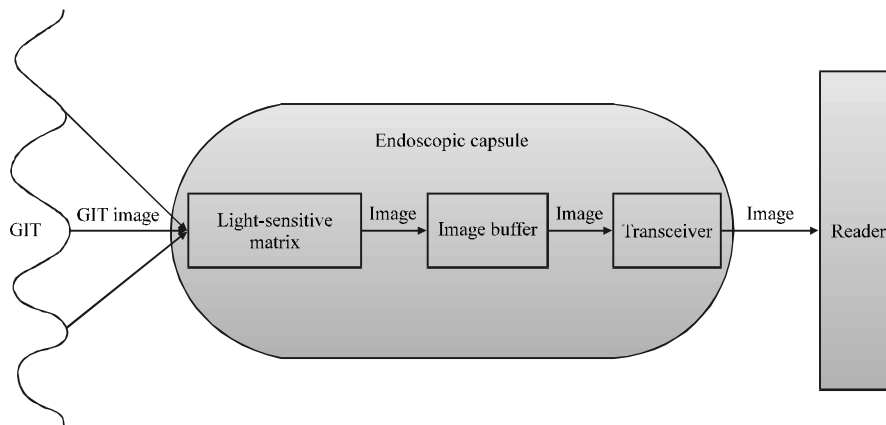 Endoscopic capsule
GIT
GIT image
Light-sensitive
matrix
Image
Image buffer
Image
Transceiver
Image
Reader